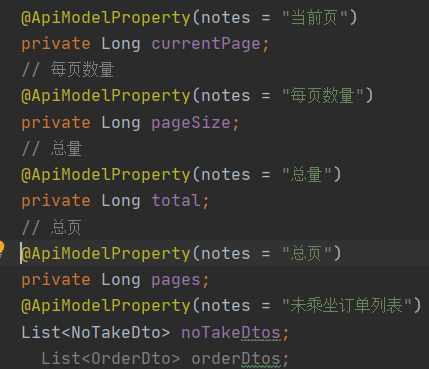 @ApiModelProperty(notes = "当前页")
private Long currentPage;
// 每页数量
@ApiModelProperty(notes = "每页数量")
private Long pageSize;
// 总量
@ApiModelProperty(notes = "总量")
private Long total;
// 总页
@ApiModelProperty(notes = "总页")
private Long pages;
@ApiModelProperty(notes = "未乘坐订单列表")
List<NoTakeDto> noTakeDtos;
List<OrderDto> orderDtos;